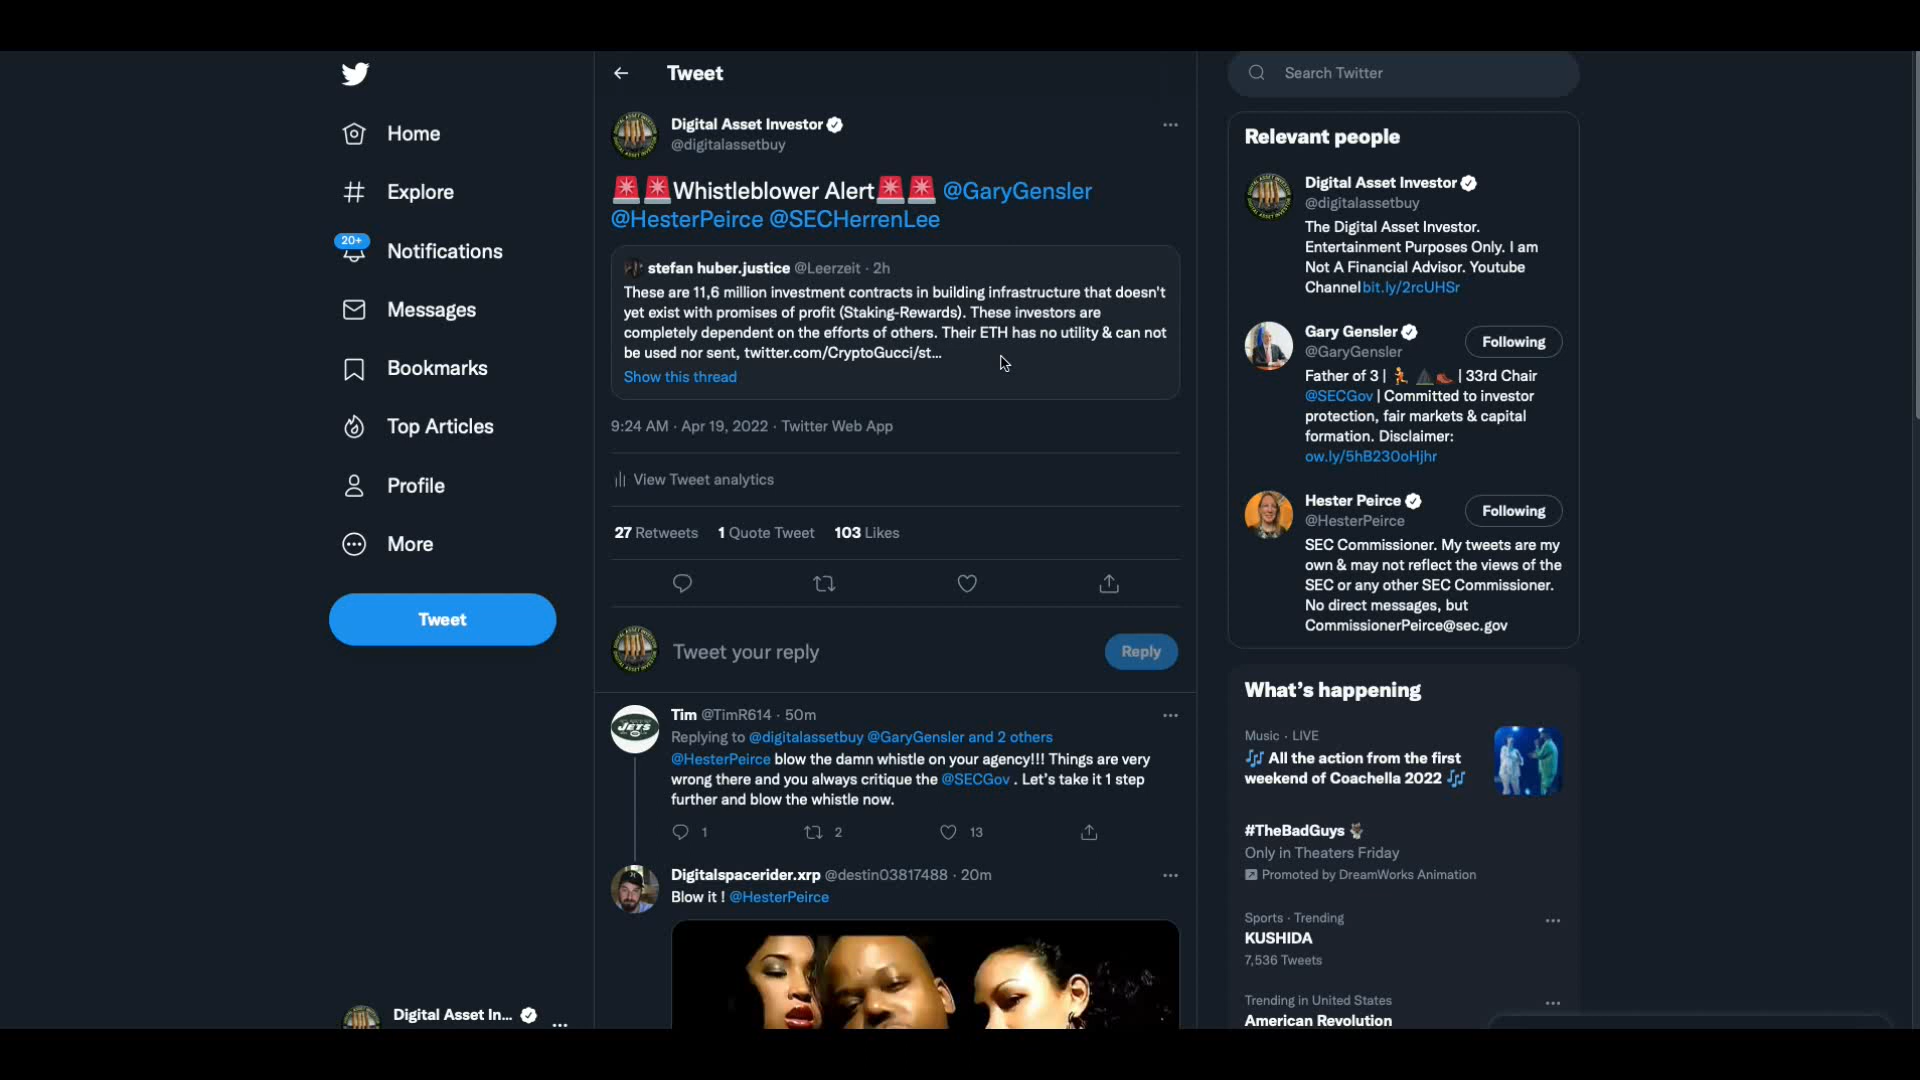 Home
Explore
20+
Notifications
Messages
Bookmarks
Top Articles
Profile
More
Tweet
Digital Asset In...
Tweet
Digital Asset Investor
@digitalassetbuy
🚨🚨Whistleblower Alert🚨🚨 @GaryGensler
@HesterPeirce @SECHerrenLee
stefan huber.justice @Leerzeit · 2h
These are 11,6 million investment contracts in building infrastructure that doesn't
yet exist with promises of profit (Staking-Rewards). These investors are
completely dependent on the efforts of others. Their ETH has no utility & can not
be used nor sent, twitter.com/CryptoGucci/st...
Show this thread
9:24 AM · Apr 19, 2022 · Twitter Web App
View Tweet analytics
27 Retweets 1 Quote Tweet 103 Likes
Tweet your reply
Reply
JETS
Tim @TimR614 · 50m
Replying to @digitalassetbuy @GaryGensler and 2 others
@HesterPeirce blow the damn whistle on your agency!!! Things are very
wrong there and you always critique the @SECGov . Let's take it 1 step
further and blow the whistle now.
1 2 13
Digitalspacerider.xrp @destin03817488 · 20m
Blow it ! @HesterPeirce
Search Twitter
Relevant people
Digital Asset Investor
@digitalassetbuy
The Digital Asset Investor.
Entertainment Purposes Only. I am
Not A Financial Advisor. Youtube
Channel bit.ly/2rcUHSr
Gary Gensler
@GaryGensler
Following
Father of 3 | 🏃 ⛰️ 🥾 | 33rd Chair
@SECGov | Committed to investor
protection, fair markets & capital
formation. Disclaimer:
ow.ly/5hB230oHjhr
Hester Peirce
@HesterPeirce
Following
SEC Commissioner. My tweets are my
own & may not reflect the views of the
SEC or any other SEC Commissioner.
No direct messages, but
CommissionerPeirce@sec.gov
What's happening
Music · LIVE
🎶 All the action from the first
weekend of Coachella 2022 🎶
#TheBadGuys
Only in Theaters Friday
Promoted by DreamWorks Animation
Sports · Trending
KUSHIDA
7,536 Tweets
Trending in United States
American Revolution